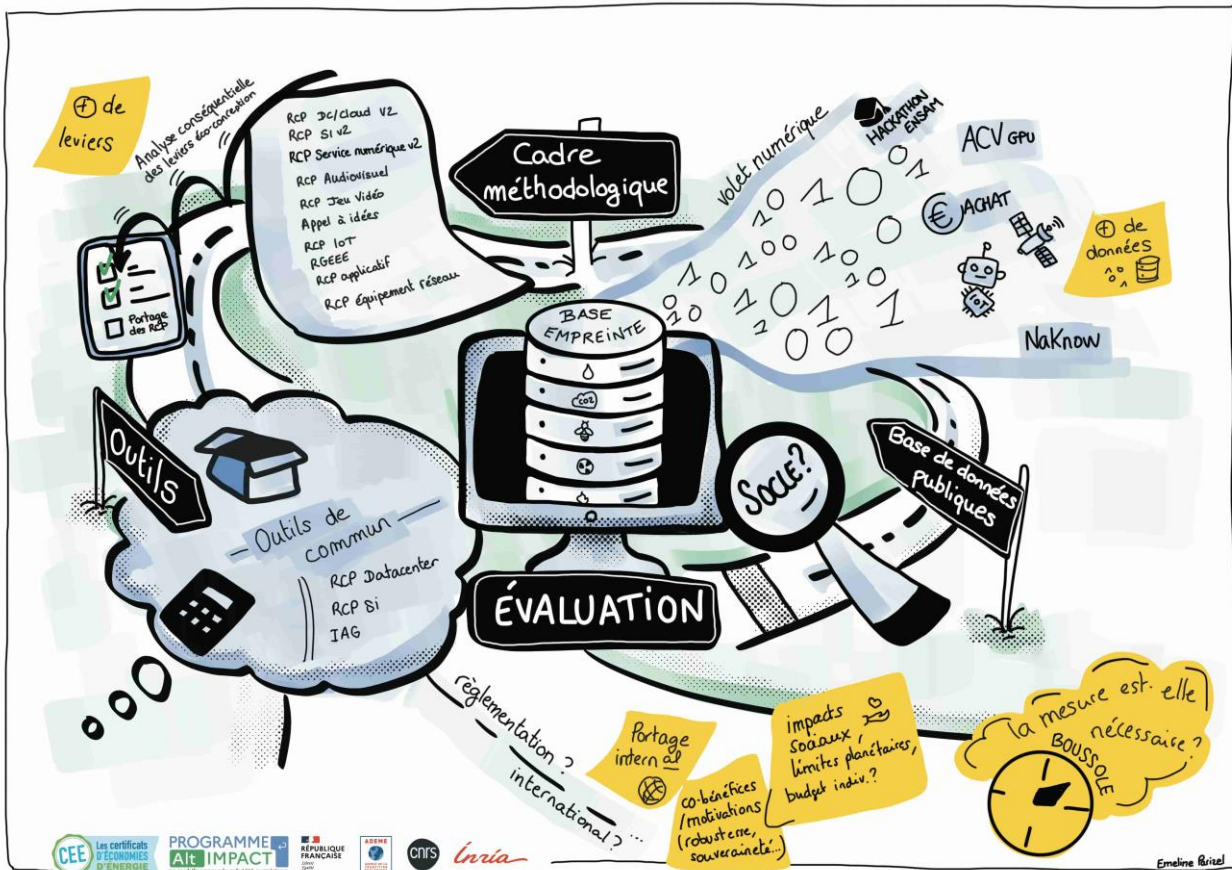 ⊕ de
leviers
Analyse conséquentielle
des leviers éco-conception
RCP DC/cloud V2
RCP SI V2
RCP Service numérique v2
RCP Audiovisuel
RCP Jeu Vidéo
Appel à idées
RCP IoT
RGEEE
RCP applicatif
RCP équipement réseau
Cadre
méthodologique
volet numérique
HACKATHON
ENSAM
ACV GPU
€ ACHAT
⊕ de
données
NaKnow
Portage
des RCP
BASE
EMPREINTE
CO2
Outils
Outils de
commun
RCP Datacenter
RCP Si
IAG
SOCLE?
Base de données
publiques
ÉVALUATION
règlementation ?
international ?...
Portage
international
co-bénéfices
/motivations
(robustesse,
souveraineté...)
impacts
sociaux,
limites planétaires,
budget indiv.?
la mesure est-elle
nécessaire ?
BOUSSOLE
CEE
Les certificats
D'ÉCONOMIES
D'ÉNERGIE
PROGRAMME
Alt IMPACT
RÉPUBLIQUE
FRANÇAISE
ADEME
cnrs
Inria
Emeline Parizel